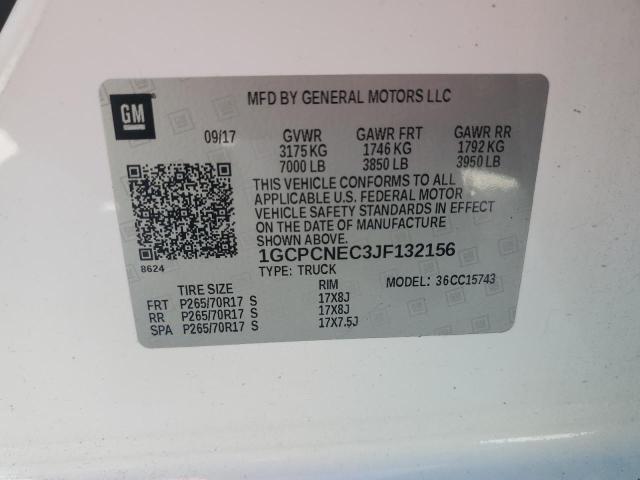 GM
MFD BY GENERAL MOTORS LLC
09/17 GVWR GAWR FRT GAWR RR
3175 KG 1746 KG 1792 KG
7000 LB 3850 LB 3950 LB
THIS VEHICLE CONFORMS TO ALL
APPLICABLE U.S. FEDERAL MOTOR
VEHICLE SAFETY STANDARDS IN EFFECT
ON THE DATE OF MANUFACTURE
SHOWN ABOVE.
8624
1GCPCNEC3JF132156
TYPE: TRUCK
MODEL: 36CC15743
TIRE SIZE RIM
FRT P265/70R17 S 17X8J
RR P265/70R17 S 17X8J
SPA P265/70R17 S 17X7.5J